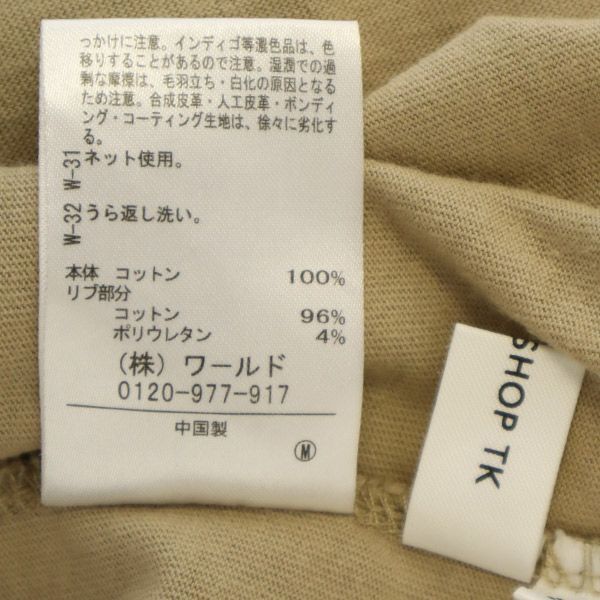 っかけに注意。インディゴ等濃色品は、色
移りすることがあるので注意。湿潤での過
剰な摩擦は、毛羽立ち・白化の原因となる
ため注意。合成皮革・人工皮革・ボンディ
ング・コーティング生地は、徐々に劣化す
る。
W-31 ネット使用。
W-32 うら返し洗い。
本体 コットン 100%
リブ部分
コットン 96%
ポリウレタン 4%
(株)ワールド
0120-977-917
中国製
M
SHOP TK